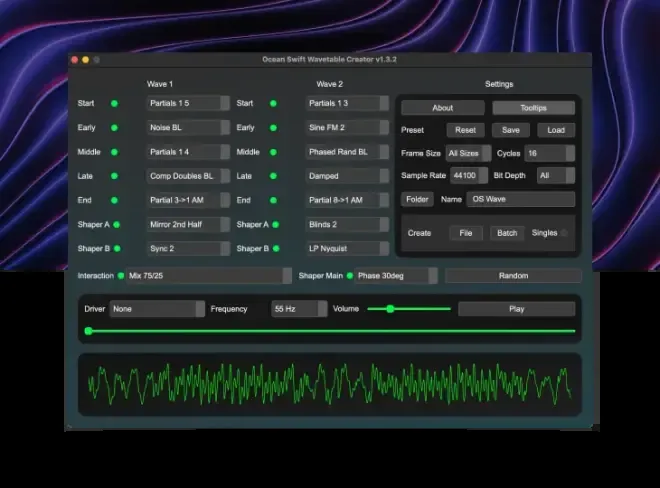 Ocean Swift Wavetable Creator v1.3.2
Wave 1 Wave 2 Settings
Start Partials 1 5 Start Partials 1 3 About Tooltips
Early Noise BL Early Sine FM 2 Preset Reset Save Load
Middle Partials 1 4 Middle Phased Rand BL Frame Size All Sizes Cycles 16
Late Comp Doubles BL Late Damped Sample Rate 44100 Bit Depth All
End Partial 3->1 AM End Partial 8->1 AM Folder Name OS Wave
Shaper A Mirror 2nd Half Shaper A Blinds 2
Shaper B Sync 2 Shaper B LP Nyquist Create File Batch Singles
Interaction Mix 75/25 Shaper Main Phase 30deg Random
Driver None Frequency 55 Hz Volume Play